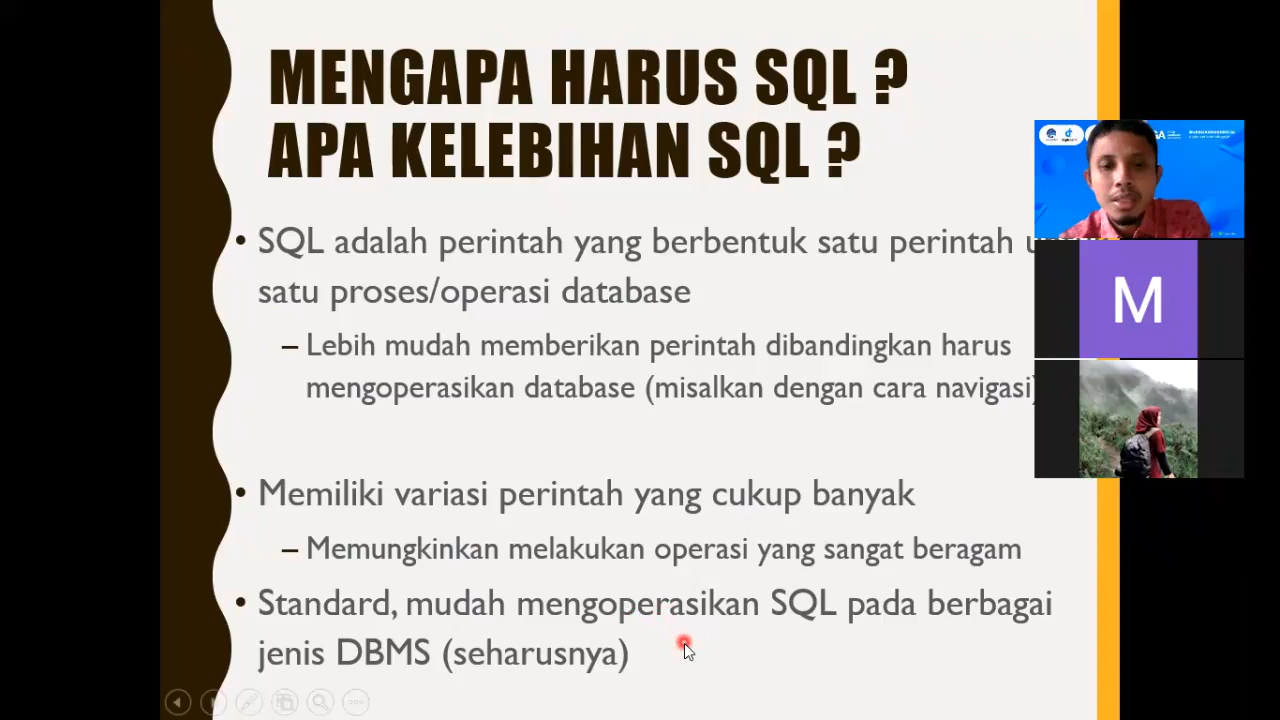 MENGAPA HARUS SQL ?
APA KELEBIHAN SQL ?
• SQL adalah perintah yang berbentuk satu perintah
satu proses/operasi database
– Lebih mudah memberikan perintah dibandingkan harus
mengoperasikan database (misalkan dengan cara navigasi)
• Memiliki variasi perintah yang cukup banyak
– Memungkinkan melakukan operasi yang sangat beragam
• Standard, mudah mengoperasikan SQL pada berbagai
jenis DBMS (seharusnya)
M